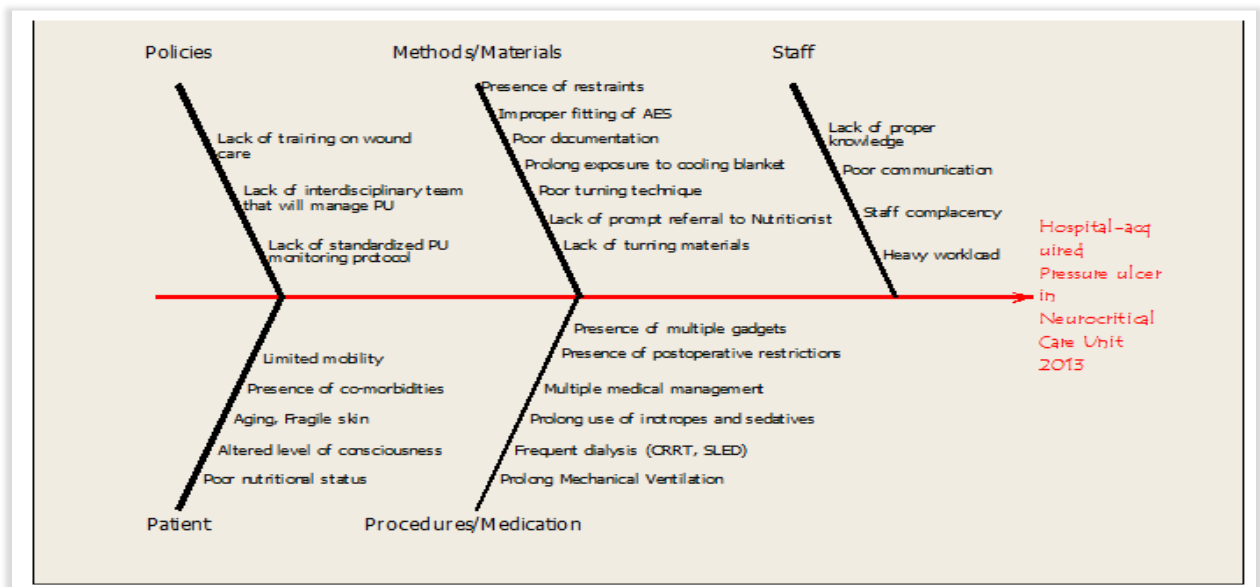 Policies
Methods/Materials
Staff
Lack of training on wound
care
Lack of interdisciplinary team
that will manage PU
Lack of standardized PU
monitoring protocol
Presence of restraints
Improper fitting of AES
Poor documentation
Prolong exposure to cooling blanket
Poor turning technique
Lack of prompt referral to Nutritionist
Lack of turning materials
Lack of proper
knowledge
Poor communication
Staff complacency
Heavy workload
Hospital-acq
uired
Pressure ulcer
in
Neurocritical
Care Unit
2013
Limited mobility
Presence of co-morbidities
Aging, Fragile skin
Altered level of consciousness
Poor nutritional status
Presence of multiple gadgets
Presence of postoperative restrictions
Multiple medical management
Prolong use of inotropes and sedatives
Frequent dialysis (CRRT, SLED)
Prolong Mechanical Ventilation
Patient
Procedures/Medication